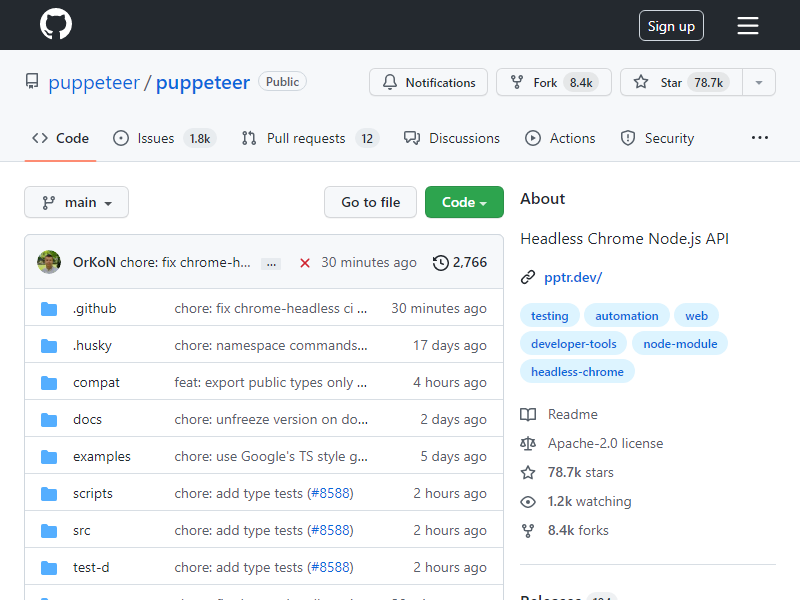 Sign up
puppeteer / puppeteer Public
Notifications Fork 8.4k Star 78.7k
Code Issues 1.8k Pull requests 12 Discussions Actions Security ...
main Go to file Code
OrKoN chore: fix chrome-h... ... 30 minutes ago 2,766
.github chore: fix chrome-headless ci ... 30 minutes ago
.husky chore: namespace commands... 17 days ago
compat feat: export public types only ... 4 hours ago
docs chore: unfreeze version on do... 2 days ago
examples chore: use Google's TS style g... 5 days ago
scripts chore: add type tests (#8588) 2 hours ago
src chore: add type tests (#8588) 2 hours ago
test-d chore: add type tests (#8588) 2 hours ago
About
Headless Chrome Node.js API
pptr.dev/
testing automation web
developer-tools node-module
headless-chrome
Readme
Apache-2.0 license
78.7k stars
1.2k watching
8.4k forks
Releases